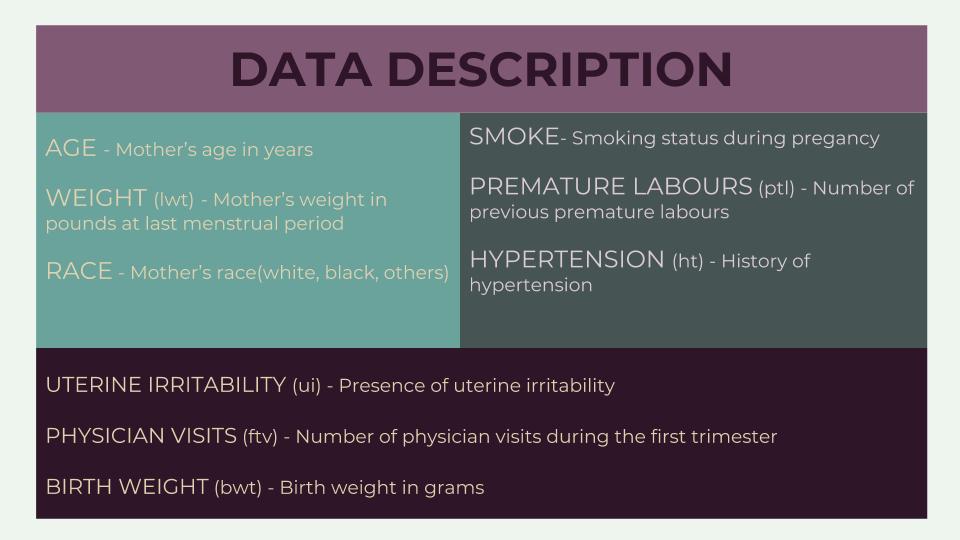 DATA DESCRIPTION
AGE - Mother's age in years
WEIGHT (lwt) - Mother's weight in
pounds at last menstrual period
RACE - Mother's race(white, black, others)
SMOKE- Smoking status during pregancy
PREMATURE LABOURS (ptl) - Number of
previous premature labours
HYPERTENSION (ht) - History of
hypertension
UTERINE IRRITABILITY (ui) - Presence of uterine irritability
PHYSICIAN VISITS (ftv) - Number of physician visits during the first trimester
BIRTH WEIGHT (bwt) - Birth weight in grams